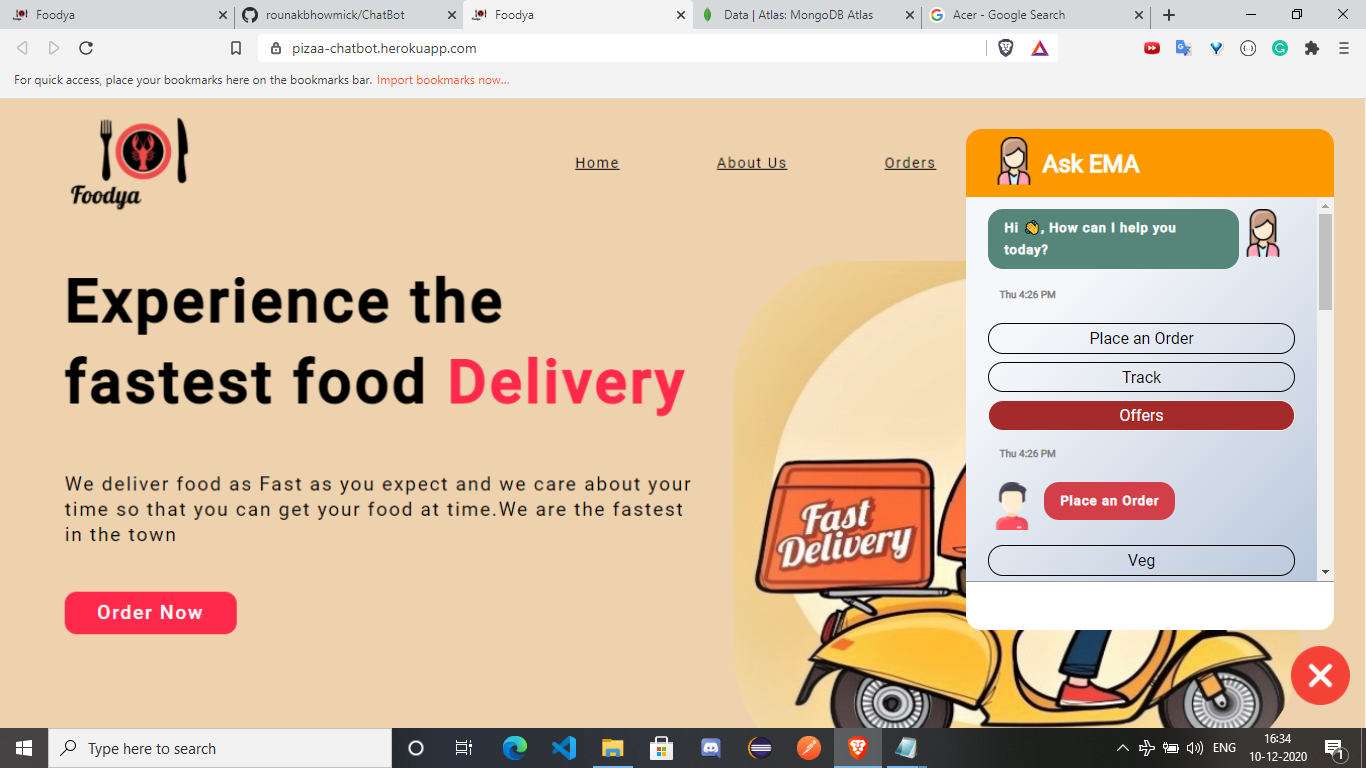 Foodya
rounakbhowmick/ChatBot
Foodya
Data | Atlas: MongoDB Atlas
Acer - Google Search
pizaa-chatbot.herokuapp.com
For quick access, place your bookmarks here on the bookmarks bar. Import bookmarks now...
Foodya
Home
About Us
Orders
Experience the
fastest food Delivery
We deliver food as Fast as you expect and we care about your
time so that you can get your food at time.We are the fastest
in the town
Order Now
Fast
Delivery
Ask EMA
Hi 👏, How can I help you
today?
Thu 4:26 PM
Place an Order
Track
Offers
Thu 4:26 PM
Place an Order
Veg
Type here to search
ENG
16:34
10-12-2020
1